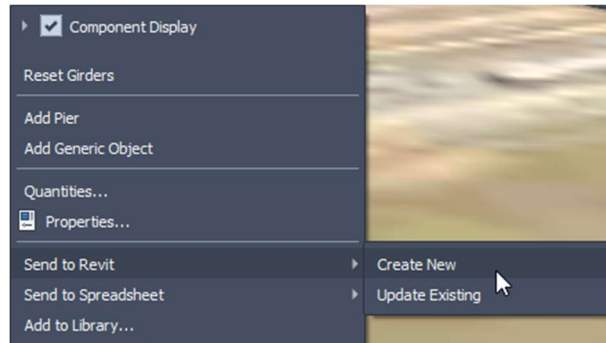 Component Display
Reset Girders
Add Pier
Add Generic Object
Quantities...
Properties...
Send to Revit
Create New
Send to Spreadsheet
Update Existing
Add to Library...